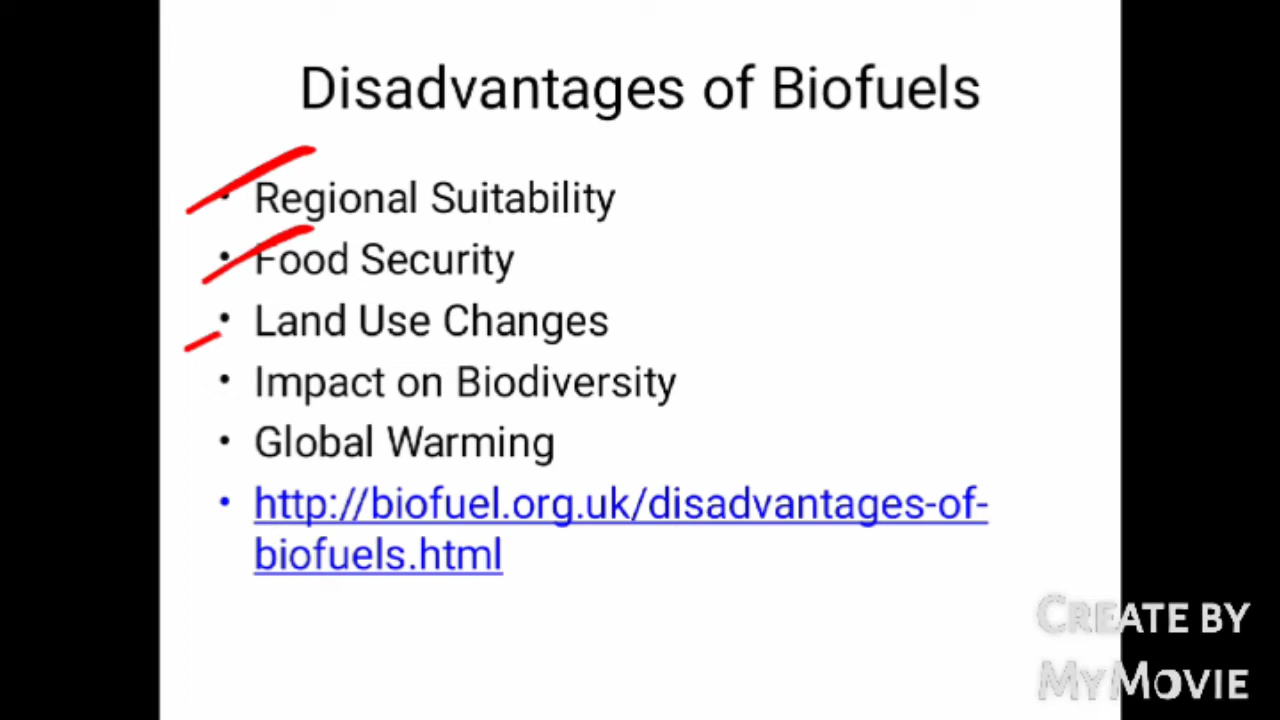 Disadvantages of Biofuels
• Regional Suitability
• Food Security
• Land Use Changes
• Impact on Biodiversity
• Global Warming
• http://biofuel.org.uk/disadvantages-of-
biofuels.html
CREATE BY
MYMOVIE